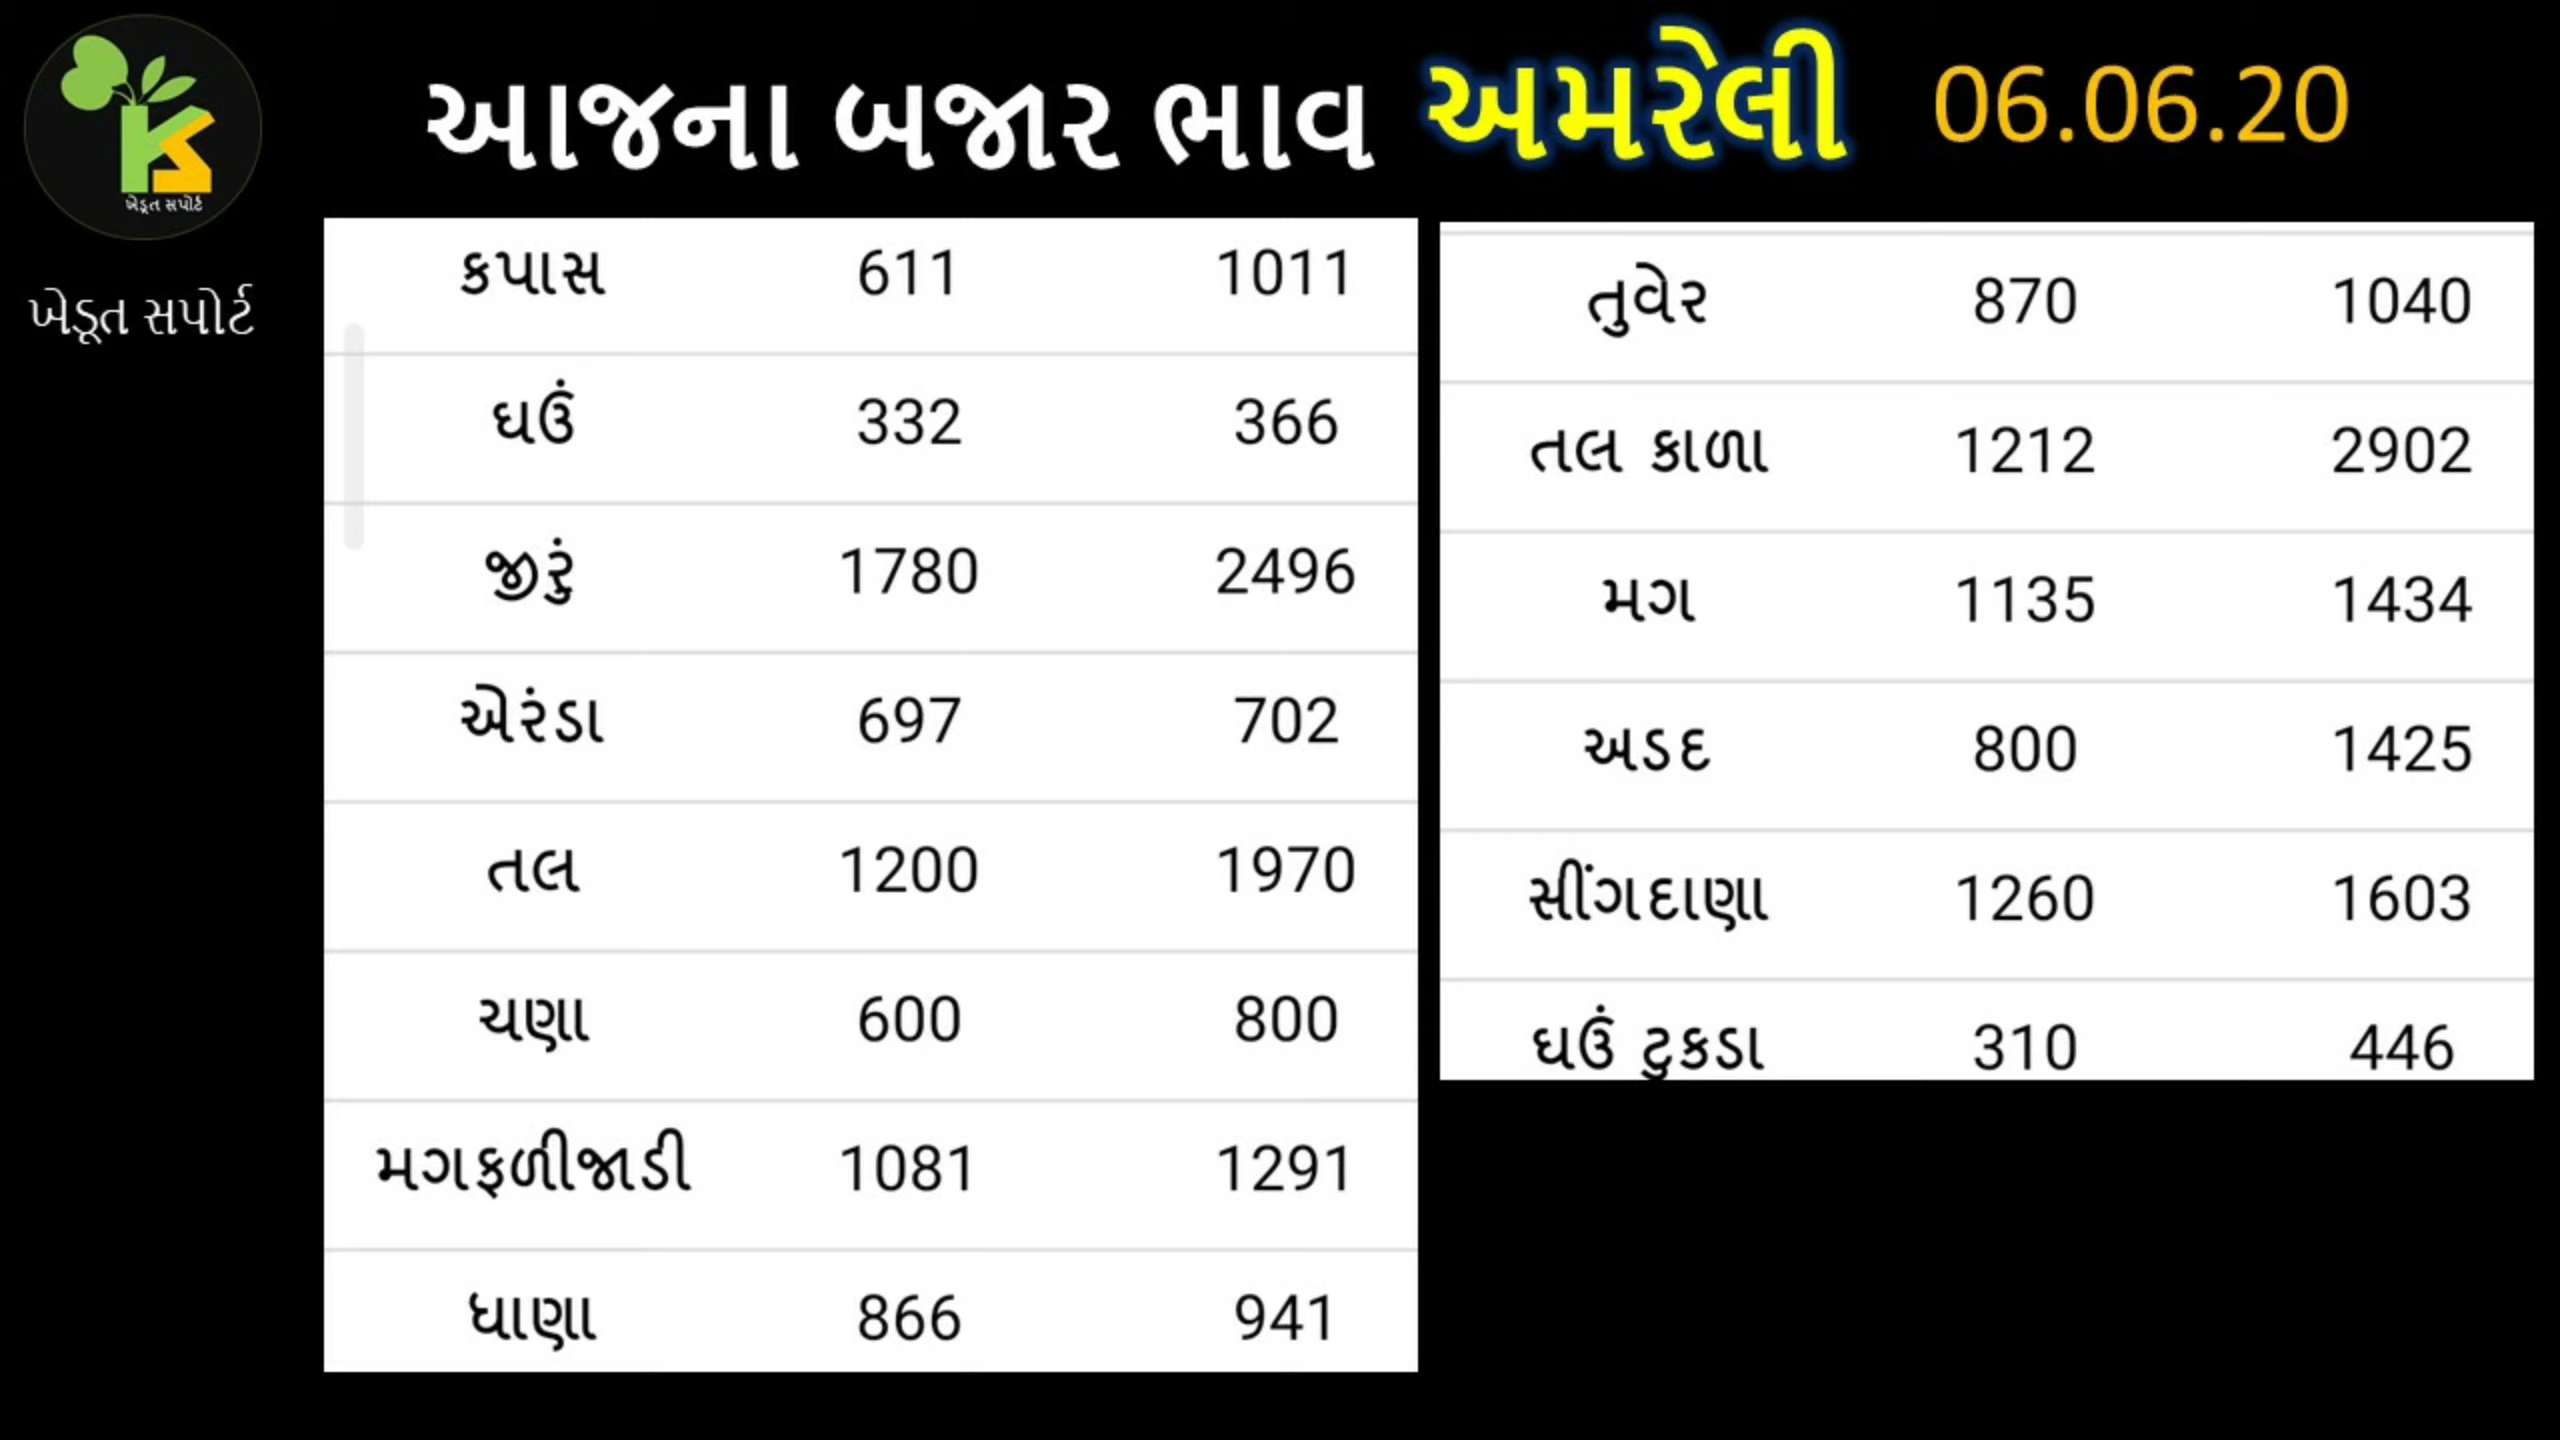 આજના બજાર ભાવ અમરેલી 06.06.20
ખેડૂત સપોર્ટ
ખેડૂત સપોર્ટ
કપાસ 611 1011
ઘઉં 332 366
જીરું 1780 2496
એરંડા 697 702
તલ 1200 1970
ચણા 600 800
મગફળીજાડી 1081 1291
ધાણા 866 941
તુવેર 870 1040
તલ કાળા 1212 2902
મગ 1135 1434
અડદ 800 1425
સીંગદાણા 1260 1603
ઘઉં ટુકડા 310 446